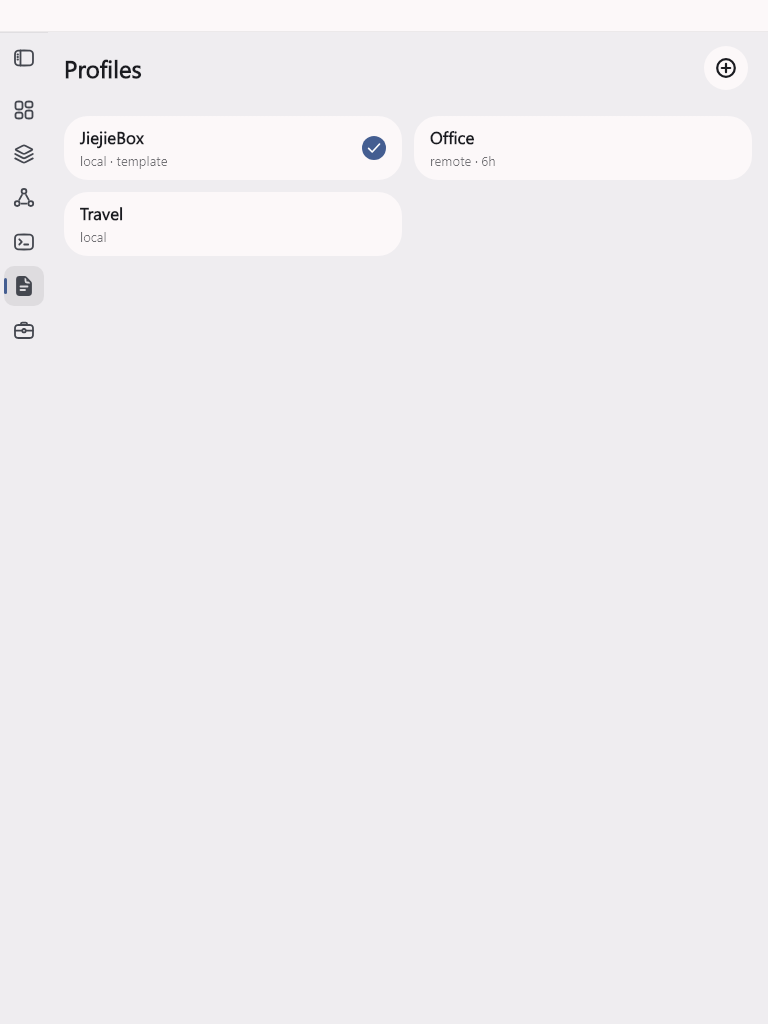 Profiles
JiejieBox
local · template
Office
remote · 6h
Travel
local